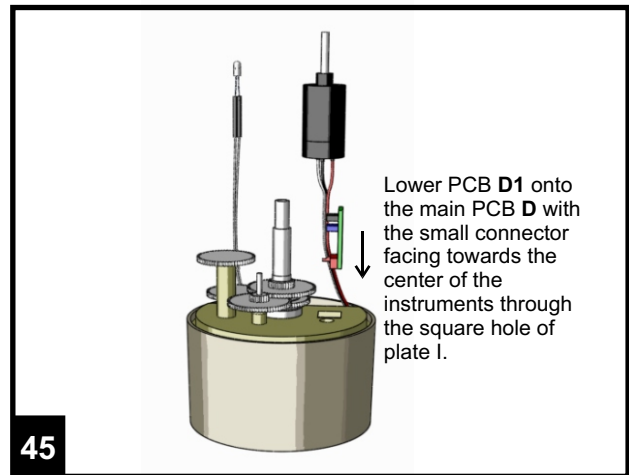 Lower PCB D1 onto
the main PCB D with
the small connector
facing towards the
center of the
instruments through
the square hole of
plate I.
45